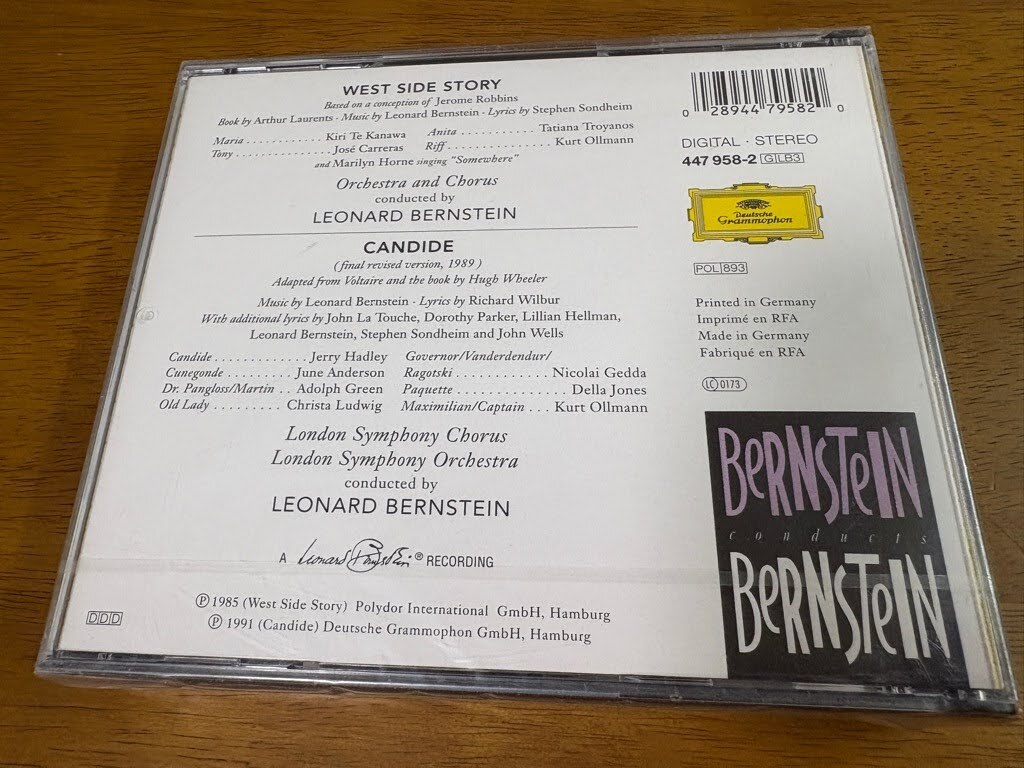 WEST SIDE STORY
Based on a conception of Jerome Robbins
Book by Arthur Laurents · Music by Leonard Bernstein · Lyrics by Stephen Sondheim
Maria . . . . . . . . . . . . Kiri Te Kanawa Anita . . . . . . . . . . . Tatiana Troyanos
Tony . . . . . . . . . . . . . . José Carreras Riff . . . . . . . . . . . . . . . Kurt Ollmann
and Marilyn Horne singing "Somewhere"
Orchestra and Chorus
conducted by
LEONARD BERNSTEIN
CANDIDE
(final revised version, 1989)
Adapted from Voltaire and the book by Hugh Wheeler
Music by Leonard Bernstein · Lyrics by Richard Wilbur
With additional lyrics by John La Touche, Dorothy Parker, Lillian Hellman,
Leonard Bernstein, Stephen Sondheim and John Wells
Candide . . . . . . . . . . . . . Jerry Hadley Governor/Vanderdendur/
Cunegonde . . . . . . . . . June Anderson Ragotski . . . . . . . . . . . . Nicolai Gedda
Dr. Pangloss/Martin . . Adolph Green Paquette . . . . . . . . . . . . . . Della Jones
Old Lady . . . . . . . . . Christa Ludwig Maximilian/Captain . . . Kurt Ollmann
London Symphony Chorus
London Symphony Orchestra
conducted by
LEONARD BERNSTEIN
A Leonard Bernstein ® RECORDING
DDD
℗ 1985 (West Side Story) Polydor International GmbH, Hamburg
℗ 1991 (Candide) Deutsche Grammophon GmbH, Hamburg
0 28944 79582 0
DIGITAL · STEREO
447 958-2 GILB3
Deutsche
Grammophon
POL 893
Printed in Germany
Imprimé en RFA
Made in Germany
Fabriqué en RFA
LC 0173
BERNSTEIN
conducts
BERNSTEIN